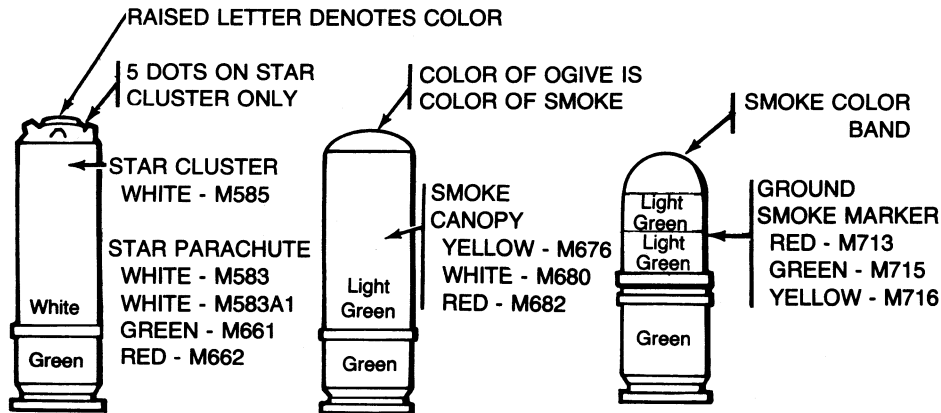 RAISED LETTER DENOTES COLOR
5 DOTS ON STAR
CLUSTER ONLY
STAR CLUSTER
WHITE - M585
STAR PARACHUTE
WHITE - M583
WHITE - M583A1
GREEN - M661
RED - M662
White
Green
COLOR OF OGIVE IS
COLOR OF SMOKE
SMOKE
CANOPY
YELLOW - M676
WHITE - M680
RED - M682
Light
Green
Green
SMOKE COLOR
BAND
GROUND
SMOKE MARKER
RED - M713
GREEN - M715
YELLOW - M716
Light
Green
Light
Green
Green